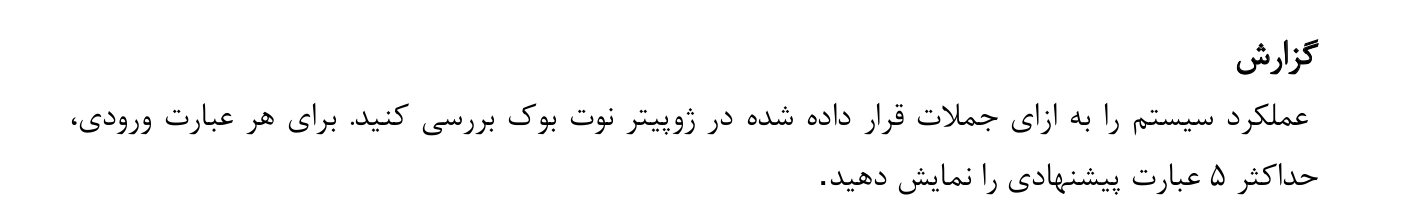 گزارش
عملکرد سیستم را به ازای جملات قرار داده شده در ژوپیتر نوت بوک بررسی کنید. برای هر عبارت ورودی،
حداکثر ۵ عبارت پیشنهادی را نمایش دهید.